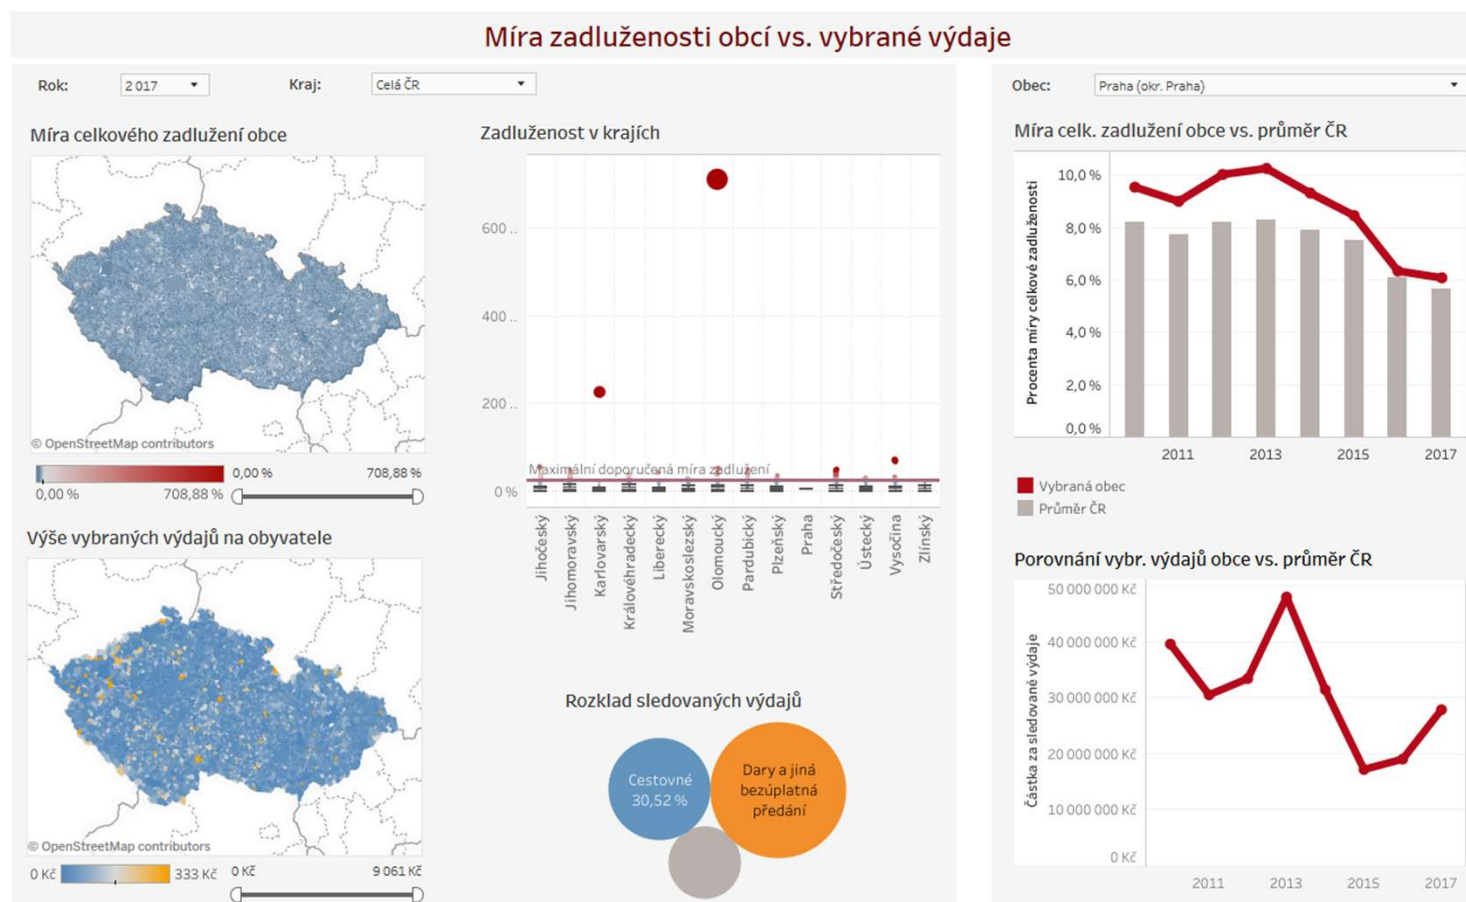 Míra zadluženosti obcí vs. vybrané výdaje
Rok:
2 017
Kraj:
Celá ČR
Míra celkového zadlužení obce
© OpenStreetMap contributors
0,00 %
708,88 %
0,00 %
708,88 %
Výše vybraných výdajů na obyvatele
© OpenStreetMap contributors
0 Kč
333 Kč
0 Kč
9 061 Kč
Zadluženost v krajích
600 ..
400 ..
200 ..
Maximální doporučená míra zadlužení
0 %
Jihočeský
Jihomoravský
Karlovarský
Královéhradecký
Liberecký
Moravskoslezský
Olomoucký
Pardubický
Plzeňský
Praha
Středočeský
Ústecký
Vysočina
Zlínský
Rozklad sledovaných výdajů
Cestovné
30,52 %
Dary a jiná
bezúplatná
předání
Obec:
Praha (okr. Praha)
Míra celk. zadlužení obce vs. průměr ČR
Procenta míry celkové zadluženosti
10,0 %
8,0 %
6,0 %
4,0 %
2,0 %
0,0 %
2011
2013
2015
2017
Vybraná obec
Průměr ČR
Porovnání vybr. výdajů obce vs. průměr ČR
Částka za sledované výdaje
50 000 000 Kč
40 000 000 Kč
30 000 000 Kč
20 000 000 Kč
10 000 000 Kč
0 Kč
2011
2013
2015
2017